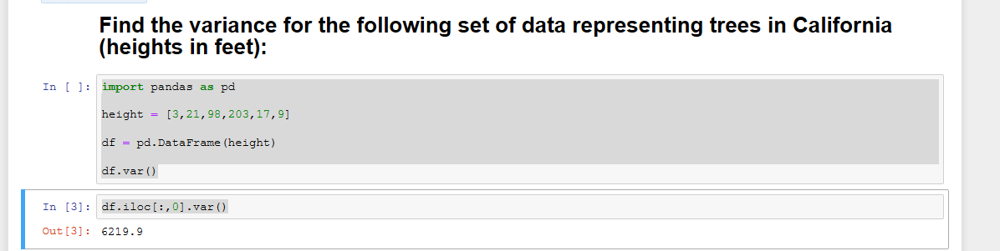 Find the variance for the following set of data representing trees in California
(heights in feet):
In [ ]: import pandas as pd
height = [3,21,98,203,17,9]
df = pd.DataFrame(height)
df.var()
In [3]: df.iloc[:,0].var()
Out[3]: 6219.9